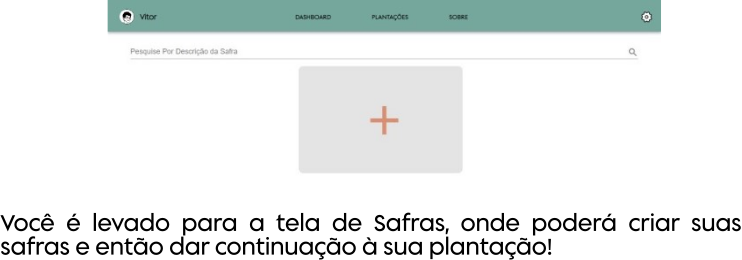 Vitor DASHBOARD PLANTAÇÕES SOBRE
Pesquise Por Descrição da Safra
Você é levado para a tela de Safras, onde poderá criar suas
safras e então dar continuação à sua plantação!